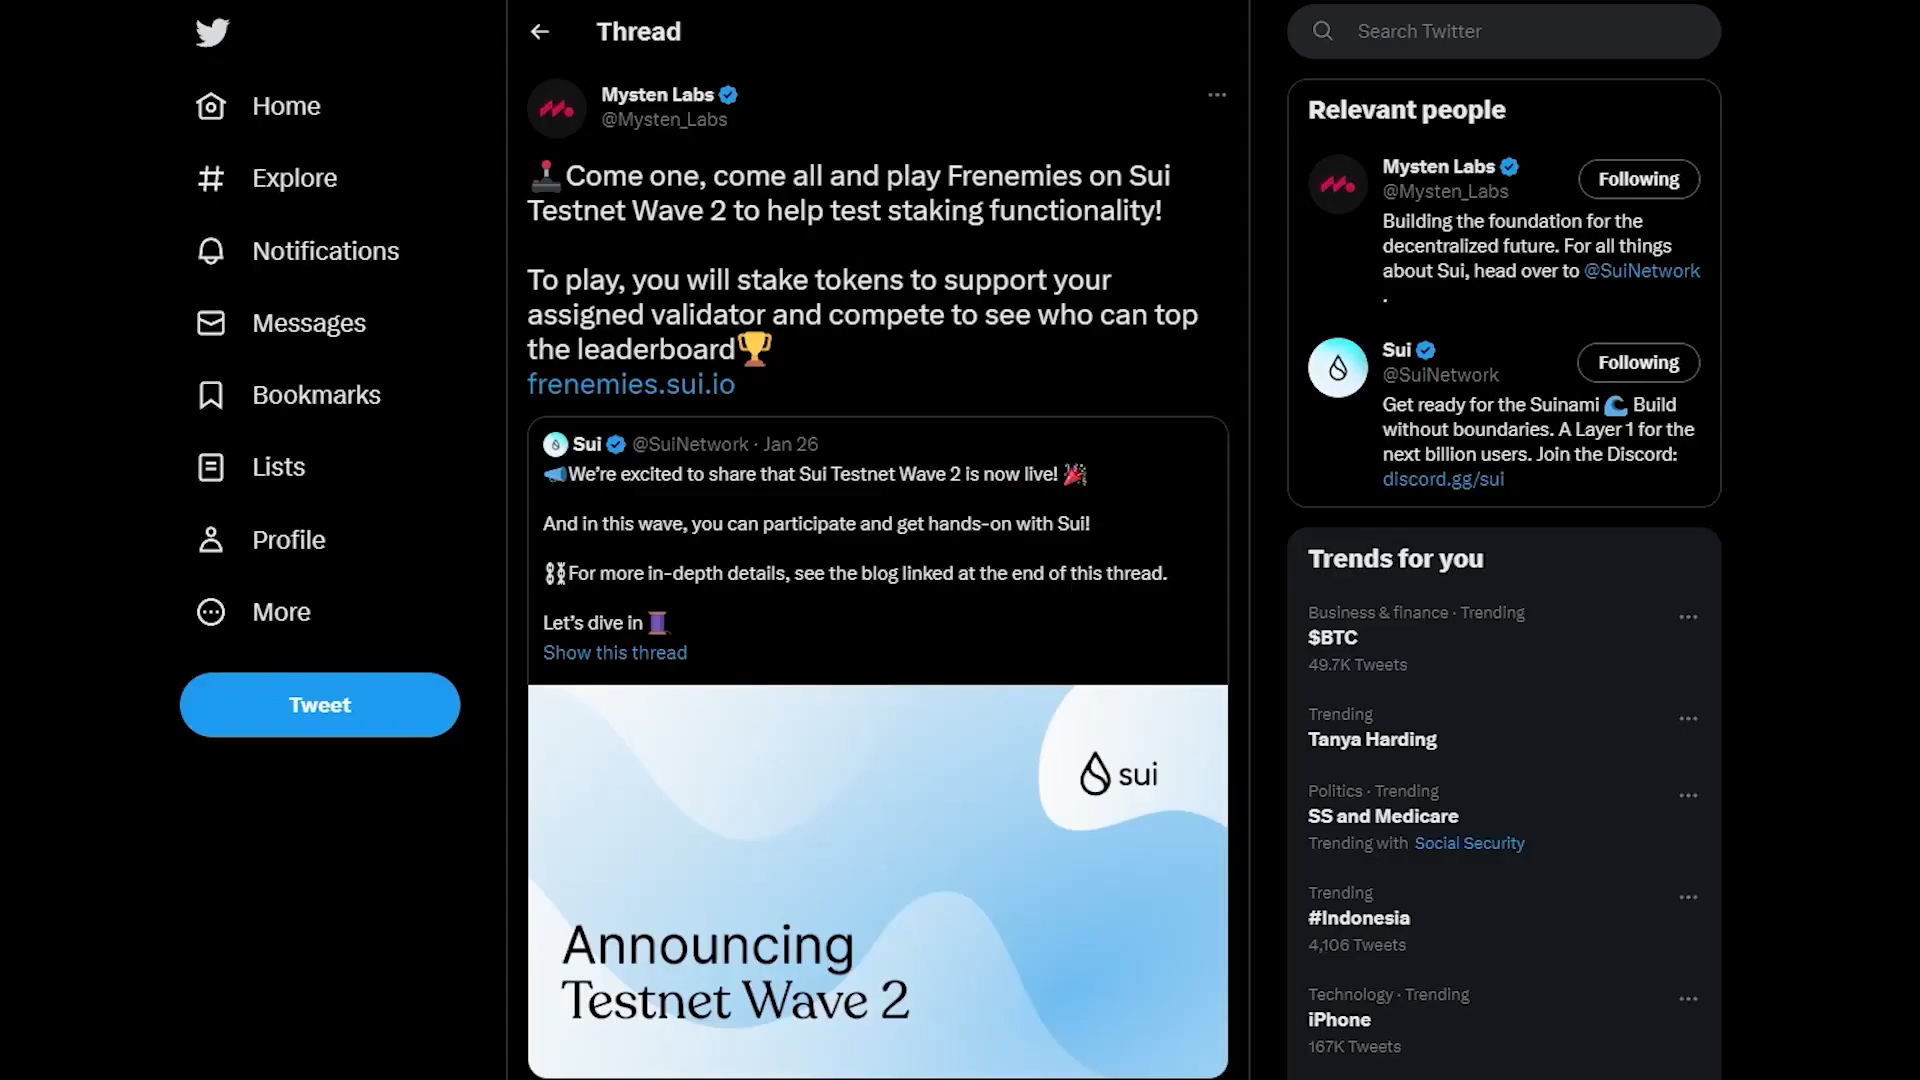 Home
Explore
Notifications
Messages
Bookmarks
Lists
Profile
More
Tweet
Thread
Mysten Labs
@Mysten_Labs
🕹️Come one, come all and play Frenemies on Sui
Testnet Wave 2 to help test staking functionality!
To play, you will stake tokens to support your
assigned validator and compete to see who can top
the leaderboard🏆
frenemies.sui.io
Sui @SuiNetwork · Jan 26
📣We're excited to share that Sui Testnet Wave 2 is now live! 🎉
And in this wave, you can participate and get hands-on with Sui!
⛓️For more in-depth details, see the blog linked at the end of this thread.
Let's dive in 🧵
Show this thread
sui
Announcing
Testnet Wave 2
Search Twitter
Relevant people
Mysten Labs
@Mysten_Labs
Following
Building the foundation for the
decentralized future. For all things
about Sui, head over to @SuiNetwork
.
Sui
@SuiNetwork
Following
Get ready for the Suinami 🌊 Build
without boundaries. A Layer 1 for the
next billion users. Join the Discord:
discord.gg/sui
Trends for you
Business & finance · Trending
$BTC
49.7K Tweets
Trending
Tanya Harding
Politics · Trending
SS and Medicare
Trending with Social Security
Trending
#Indonesia
4,106 Tweets
Technology · Trending
iPhone
167K Tweets